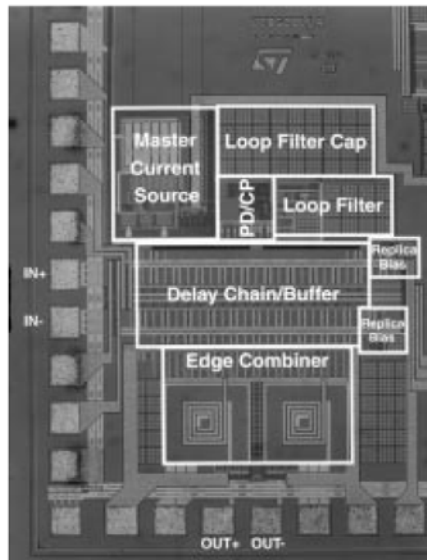 Master
Current
Source
Loop Filter Cap
PD/CP
Loop Filter
Replica
Bias
IN+
Delay Chain/Buffer
IN-
Replica
Bias
Edge Combiner
OUT+ OUT-